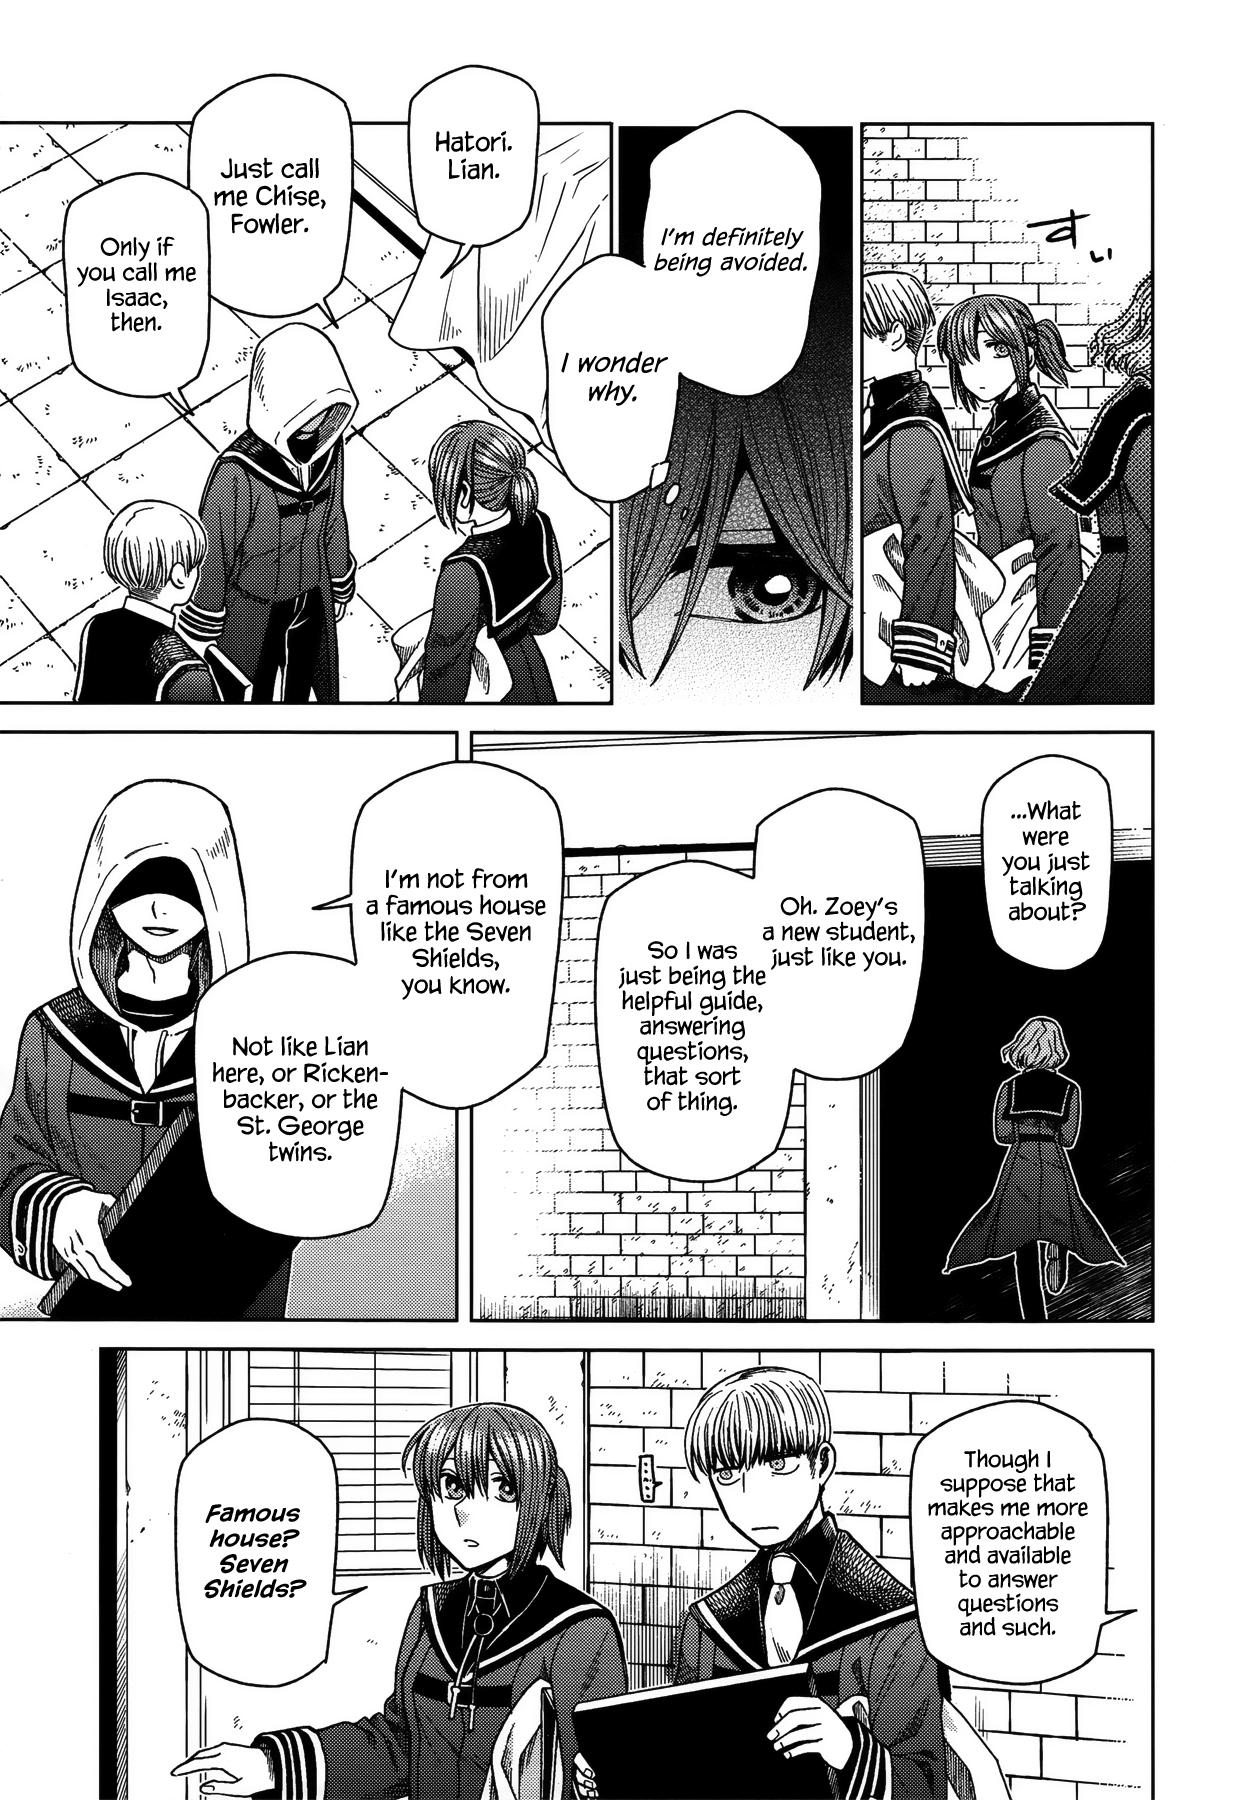 すぃ
I'm definitely
being avoided.
I wonder
why.
Hatori.
Lian.
Just call
me Chise,
Fowler.
Only if
you call me
Isaac,
then.
...What
were
you just
talking
about?
Oh. Zoey's
a new student,
just like you.
So I was
just being the
helpful guide,
answering
questions,
that sort
of thing.
I'm not from
a famous house
like the Seven
Shields,
you know.
Not like Lian
here, or Ricken-
backer, or the
St. George
twins.
Though I
suppose that
makes me more
approachable
and available
to answer
questions
and such.
......
Famous
house?
Seven
Shields?